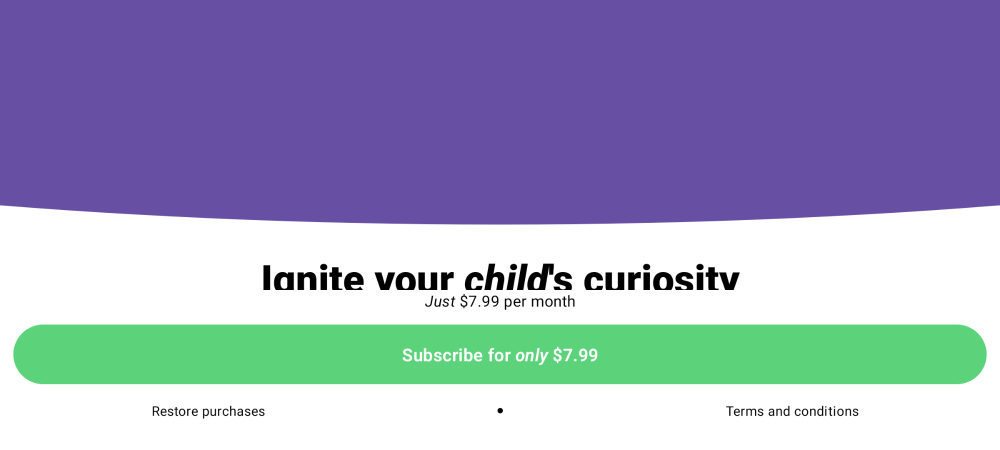 Ignite your child's curiosity
Just $7.99 per month
Subscribe for only $7.99
Restore purchases • Terms and conditions